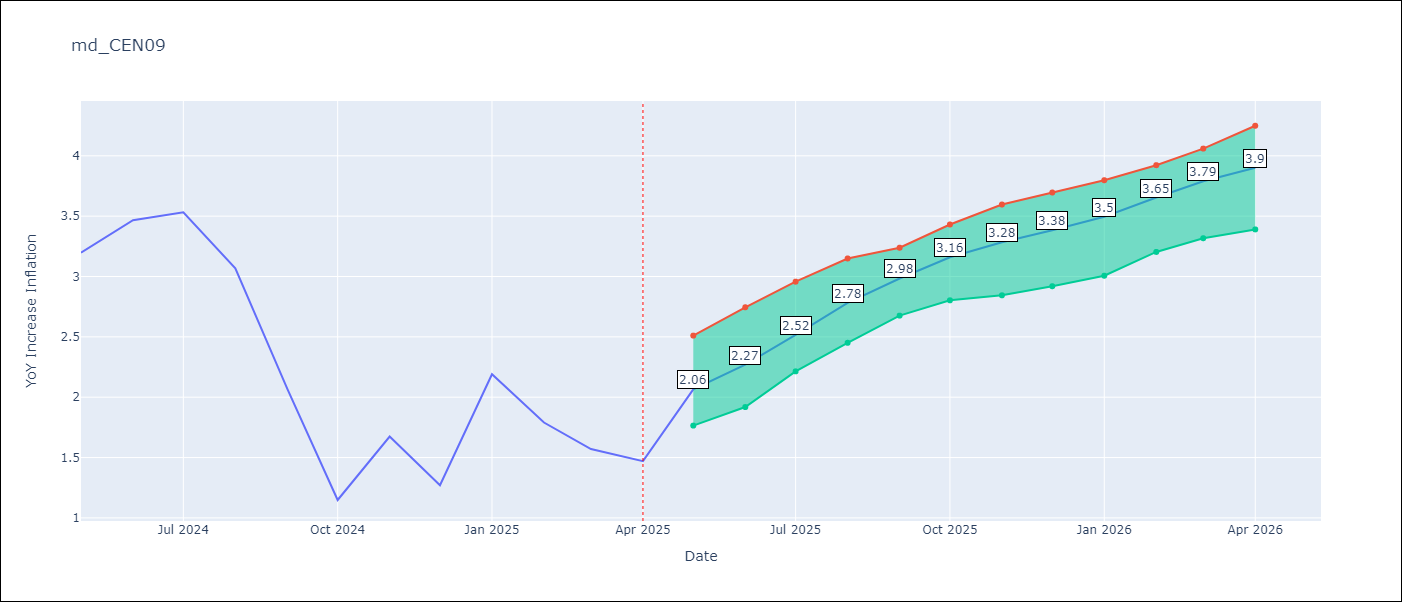 md_CEN09
YoY Increase Inflation
4
3.5
3
2.5
2
1.5
1
2.06
2.27
2.52
2.78
2.98
3.16
3.28
3.38
3.5
3.65
3.79
3.9
Jul 2024
Oct 2024
Jan 2025
Apr 2025
Jul 2025
Oct 2025
Jan 2026
Apr 2026
Date